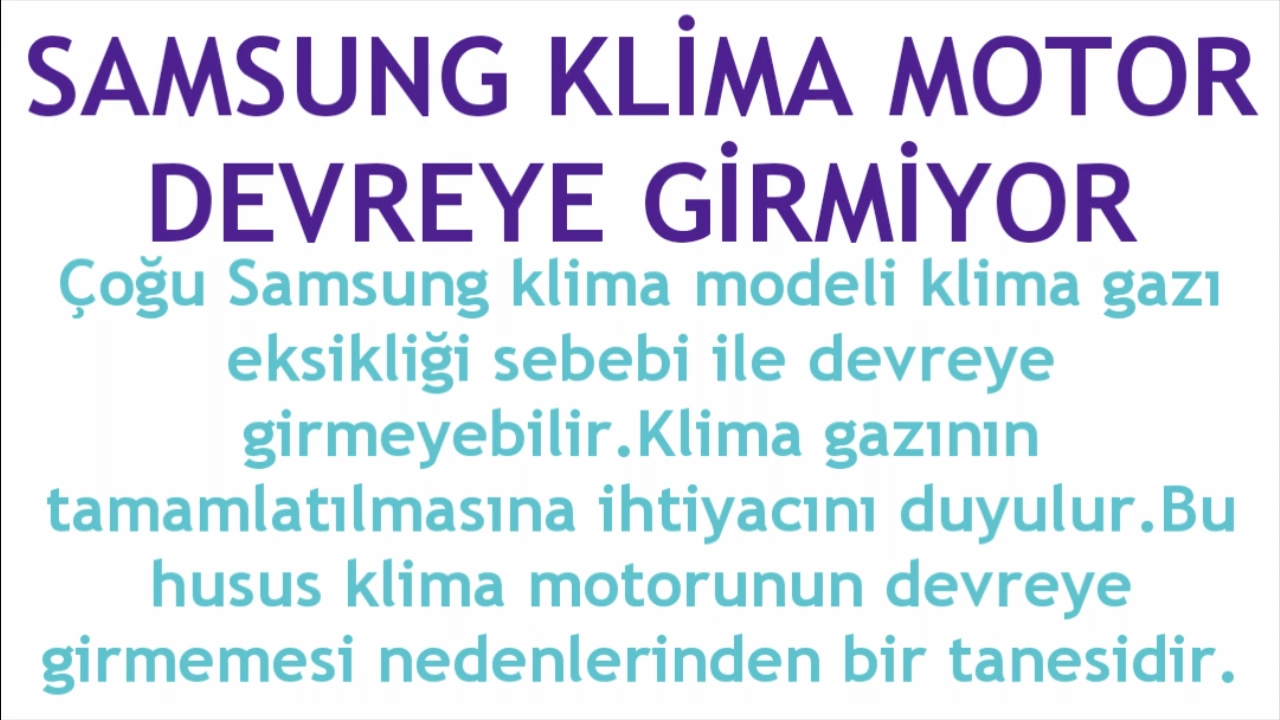 SAMSUNG KLİMA MOTOR
DEVREYE GİRMİYOR
Çoğu Samsung klima modeli klima gazı
eksikliği sebebi ile devreye
girmeyebilir.Klima gazının
tamamlatılmasına ihtiyacını duyulur.Bu
husus klima motorunun devreye
girmemesi nedenlerinden bir tanesidir.